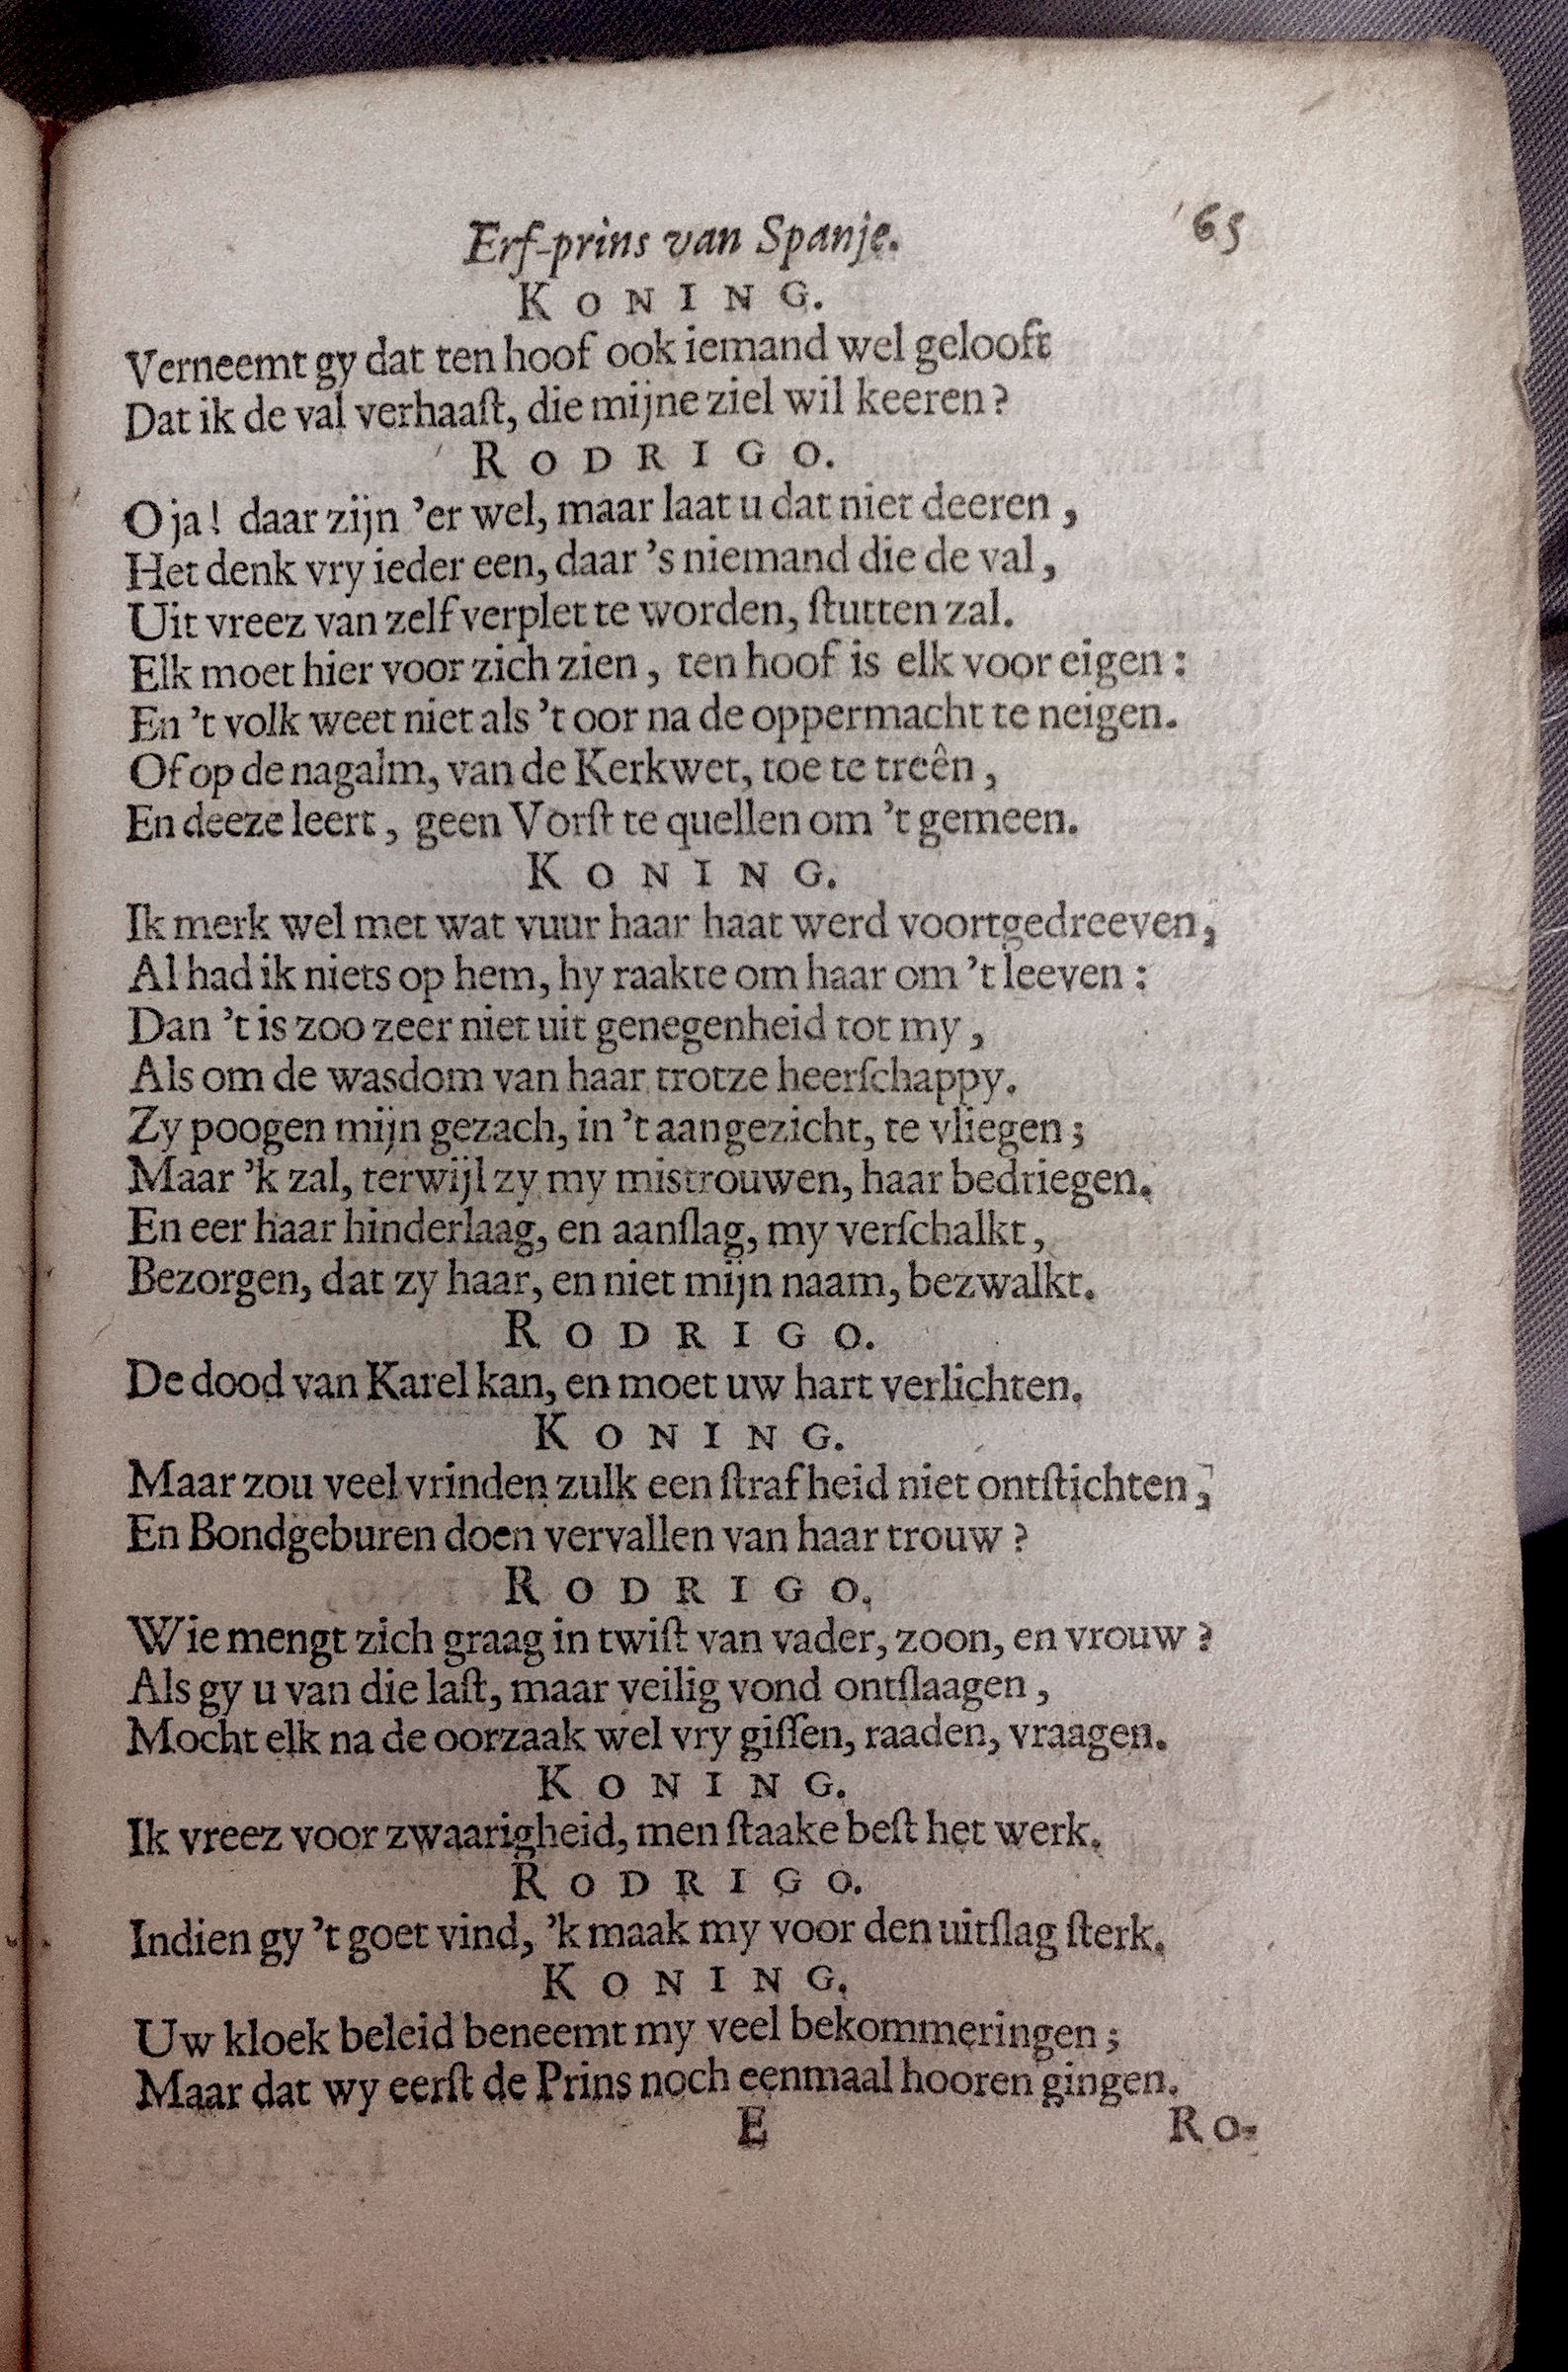 Erf-prins van Spanje. 65
KONING.
Verneemt gy dat ten hoof ook iemand wel gelooft
Dat ik de val verhaaſt, die mijne ziel wil keeren?
RODRIGO.
O ja! daar zijn 'er wel, maar laat u dat niet deeren,
Het denk vry ieder een, daar 's niemand die de val,
Uit vreez van zelf verplet te worden, ſtutten zal.
Elk moet hier voor zich zien, ten hoof is elk voor eigen:
En 't volk weet niet als 't oor na de oppermacht te neigen.
Of op de nagalm, van de Kerkwet, toe te treên,
En deeze leert, geen Vorſt te quellen om 't gemeen.
KONING.
Ik merk wel met wat vuur haar haat werd voortgedreeven,
Al had ik niets op hem, hy raakte om haar om 't leeven:
Dan 't is zoo zeer niet uit genegenheid tot my,
Als om de wasdom van haar trotze heerſchappy.
Zy poogen mijn gezach, in 't aangezicht, te vliegen;
Maar 'k zal, terwijl zy my mistrouwen, haar bedriegen.
En eer haar hinderlaag, en aanſlag, my verſchalkt,
Bezorgen, dat zy haar, en niet mijn naam, bezwalkt.
RODRIGO.
De dood van Karel kan, en moet uw hart verlichten.
KONING.
Maar zou veel vrinden zulk een ſtrafheid niet ontſtichten,
En Bondgeburen doen vervallen van haar trouw?
RODRIGO.
Wie mengt zich graag in twiſt van vader, zoon, en vrouw?
Als gy u van die laſt, maar veilig vond ontſlaagen,
Mocht elk na de oorzaak wel vry giſſen, raaden, vraagen.
KONING.
Ik vreez voor zwaarigheid, men ſtaake beſt het werk.
RODRIGO.
Indien gy 't goet vind, 'k maak my voor den uitſlag ſterk.
KONING.
Uw kloek beleid beneemt my veel bekommeringen;
Maar dat wy eerſt de Prins noch eenmaal hooren gingen.
E Ro-